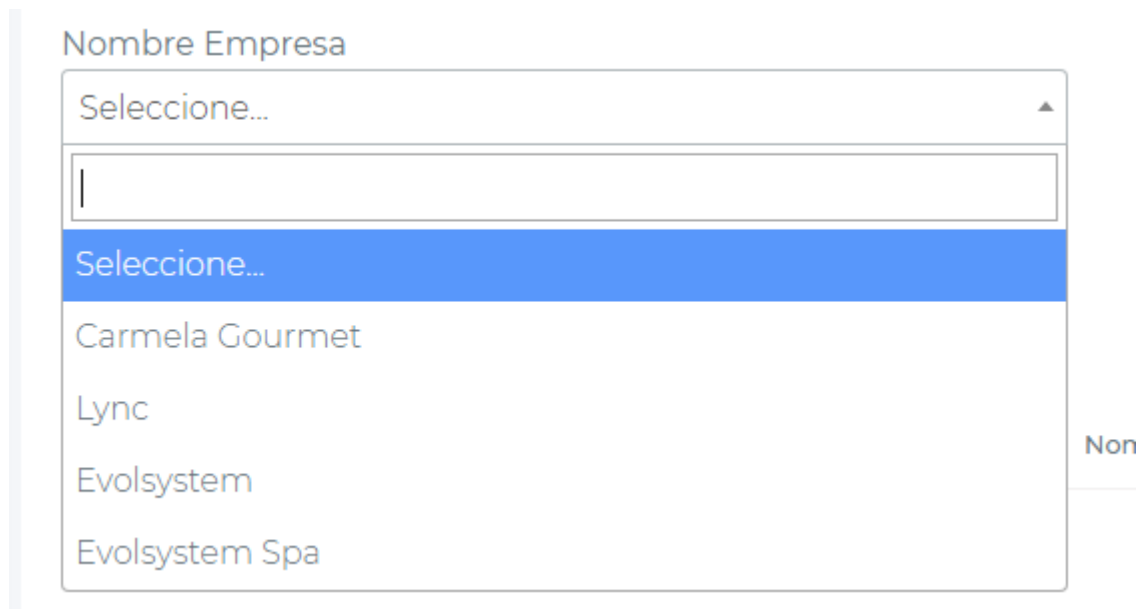 Nombre Empresa
Seleccione...
Seleccione...
Carmela Gourmet
Lync
Evolsystem
Evolsystem Spa